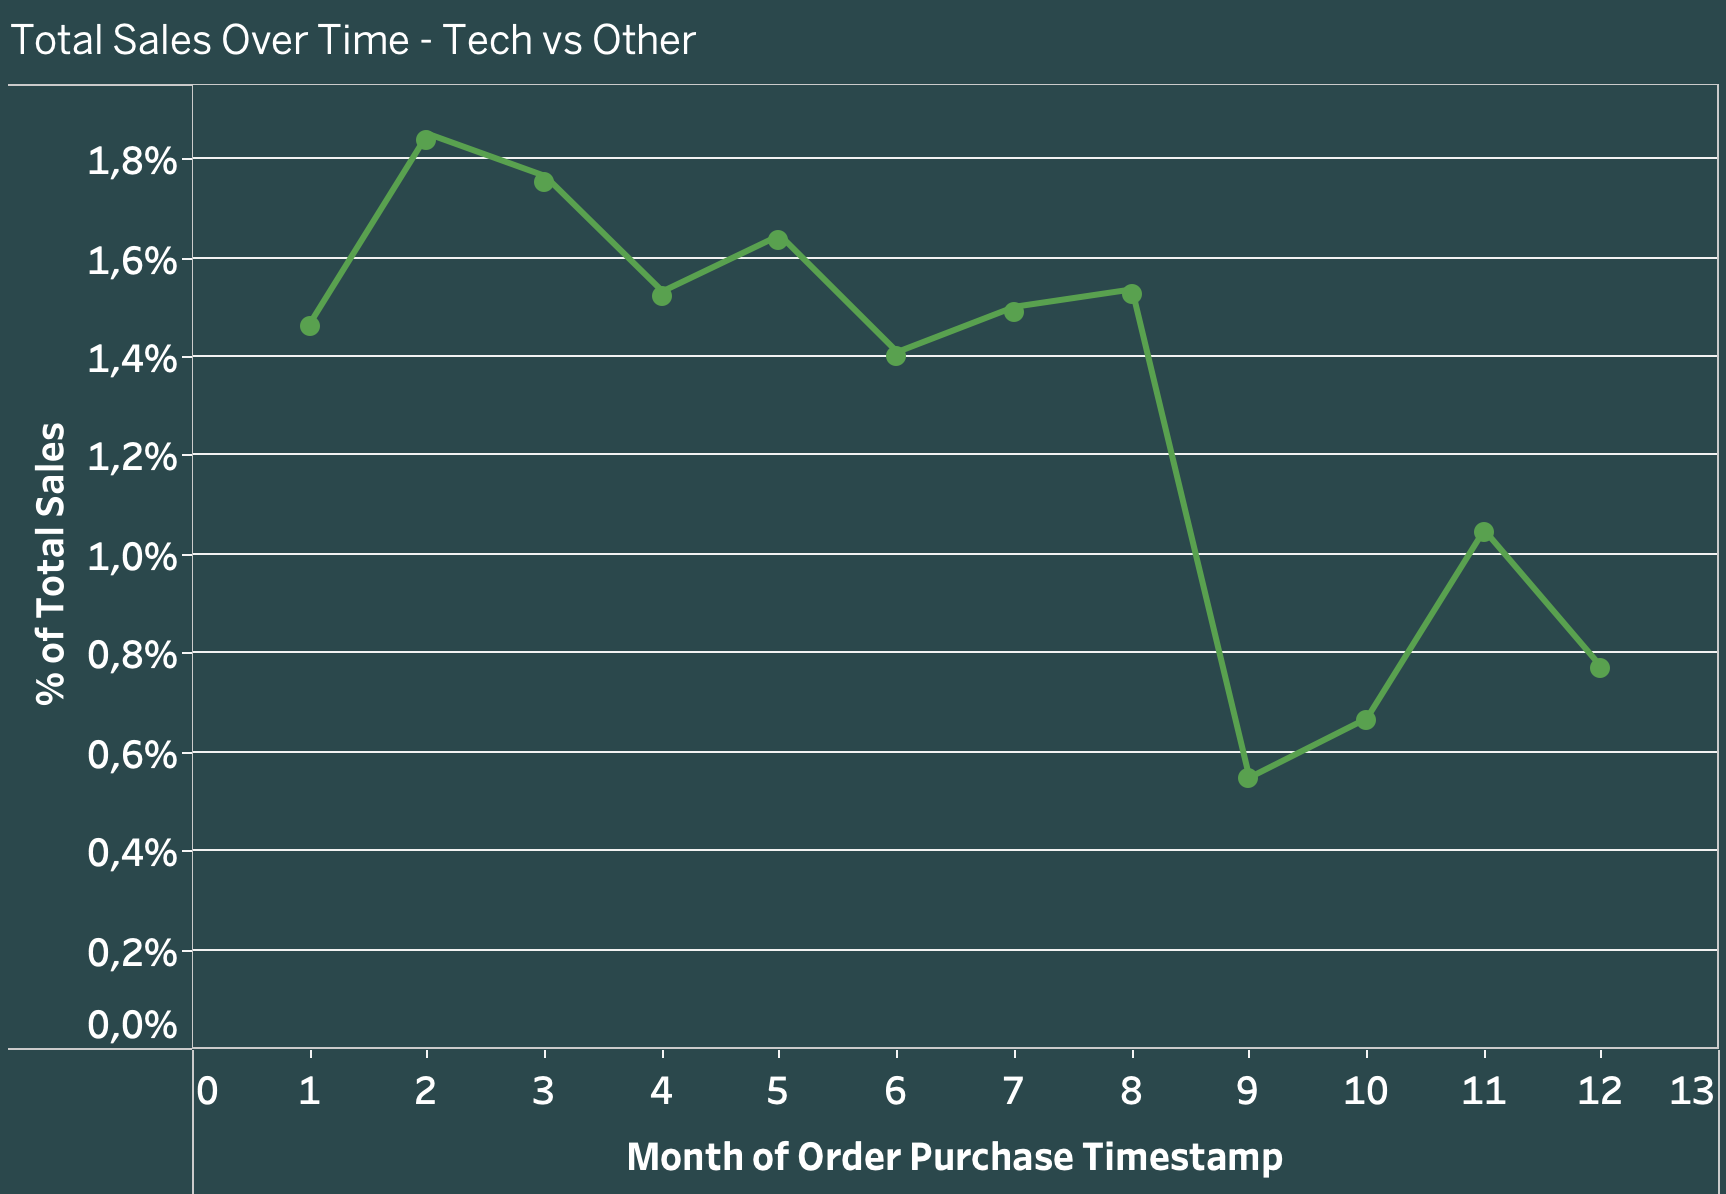 Total Sales Over Time - Tech vs Other
1,8%
1,6%
1,4%
1,2%
1,0%
0,8%
0,6%
0,4%
0,2%
0,0%
% of Total Sales
0 1 2 3 4 5 6 7 8 9 10 11 12 13
Month of Order Purchase Timestamp